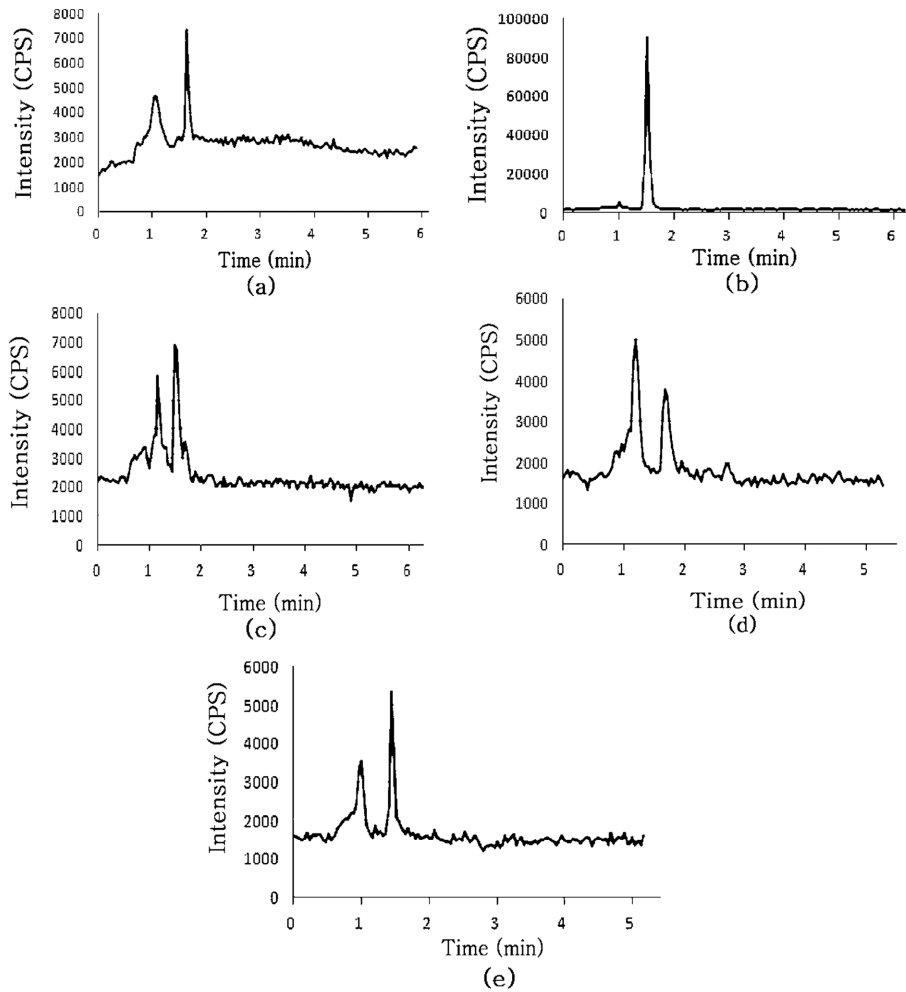 8000
7000
6000
5000
4000
3000
2000
1000
0
Intensity (CPS)
0 1 2 3 4 5 6
Time (min)
(a)
100000
80000
60000
40000
20000
0
Intensity (CPS)
0 1 2 3 4 5 6
Time (min)
(b)
8000
7000
6000
5000
4000
3000
2000
1000
0
Intensity (CPS)
0 1 2 3 4 5 6
Time (min)
(c)
6000
5000
4000
3000
2000
1000
0
Intensity (CPS)
0 1 2 3 4 5
Time (min)
(d)
6000
5000
4000
3000
2000
1000
0
Intensity (CPS)
0 1 2 3 4 5
Time (min)
(e)